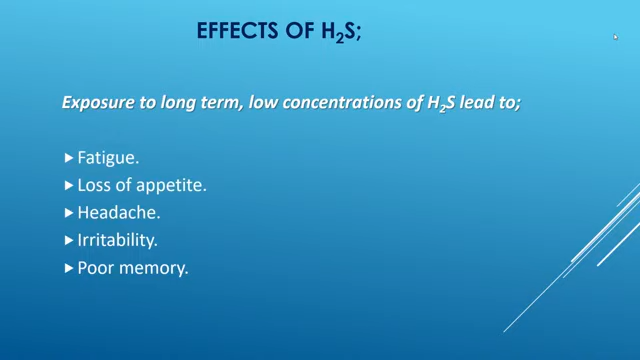 EFFECTS OF H₂S;
Exposure to long term, low concentrations of H₂S lead to;
Fatigue.
Loss of appetite.
Headache.
Irritability.
Poor memory.